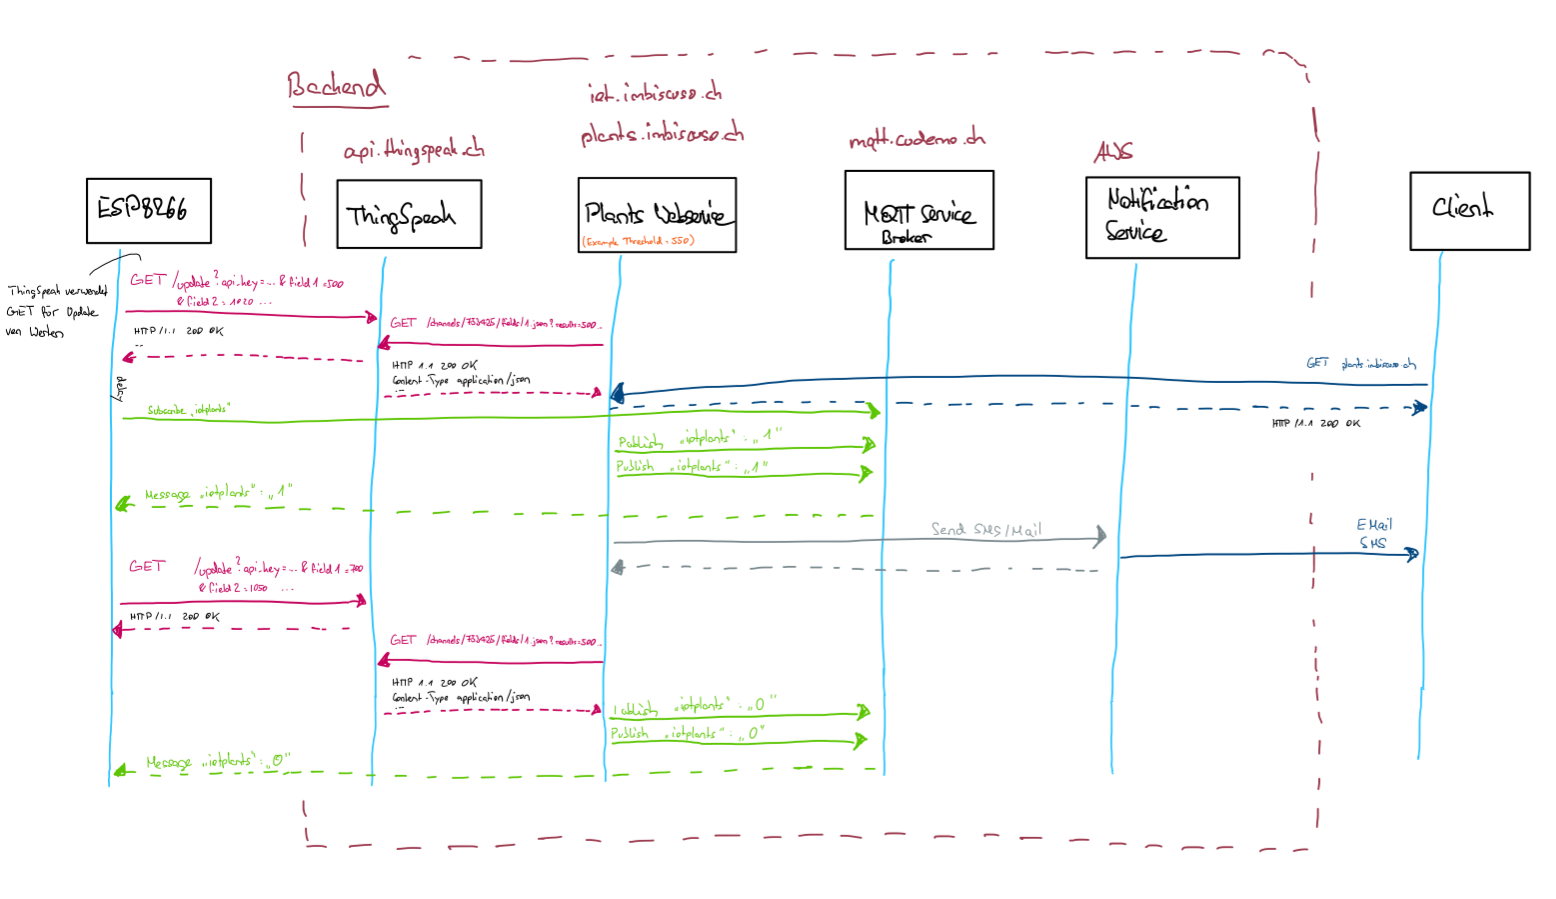 Backend
iot.imbiscuso.ch
plants.imbiscuso.ch
api.thingspeak.ch
mqtt.codemo.ch
AWS
ESP8266
ThingSpeak
Plants Webservice
(Example Threshold = 550)
MQTT Service
Broker
Notification
Service
Client
ThingSpeak verwendet
GET für Update
von Werten
GET /update?api_key=... & field1=500
& field2=1020 ...
HTTP/1.1 200 OK
...
GET /channels/733425/fields/1.json?results=500...
HTTP 1.1 200 OK
Content-Type application/json
...
GET plants.imbiscuso.ch
HTTP/1.1 200 OK
delay
Subscribe „iotplants"
Publish „iotplants" : „1"
Publish „iotplants" : „1"
Message „iotplants" : „1"
Send SMS/Mail
EMail
SMS
GET /update?api_key=... & field1=700
& field2=1050 ...
HTTP/1.1 200 OK
GET /channels/733425/fields/1.json?results=500...
HTTP 1.1 200 OK
Content-Type application/json
...
Publish „iotplants" : „0"
Publish „iotplants" : „0"
Message „iotplants" : „0"